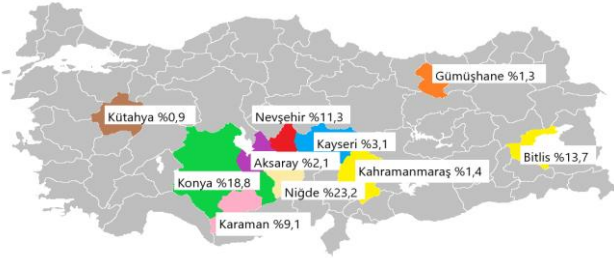 Gümüşhane %1,3
Kütahya %0,9
Nevşehir %11,3
Kayseri %3,1
Bitlis %13,7
Aksaray %2,1
Kahramanmaraş %1,4
Konya %18,8
Niğde %23,2
Karaman %9,1